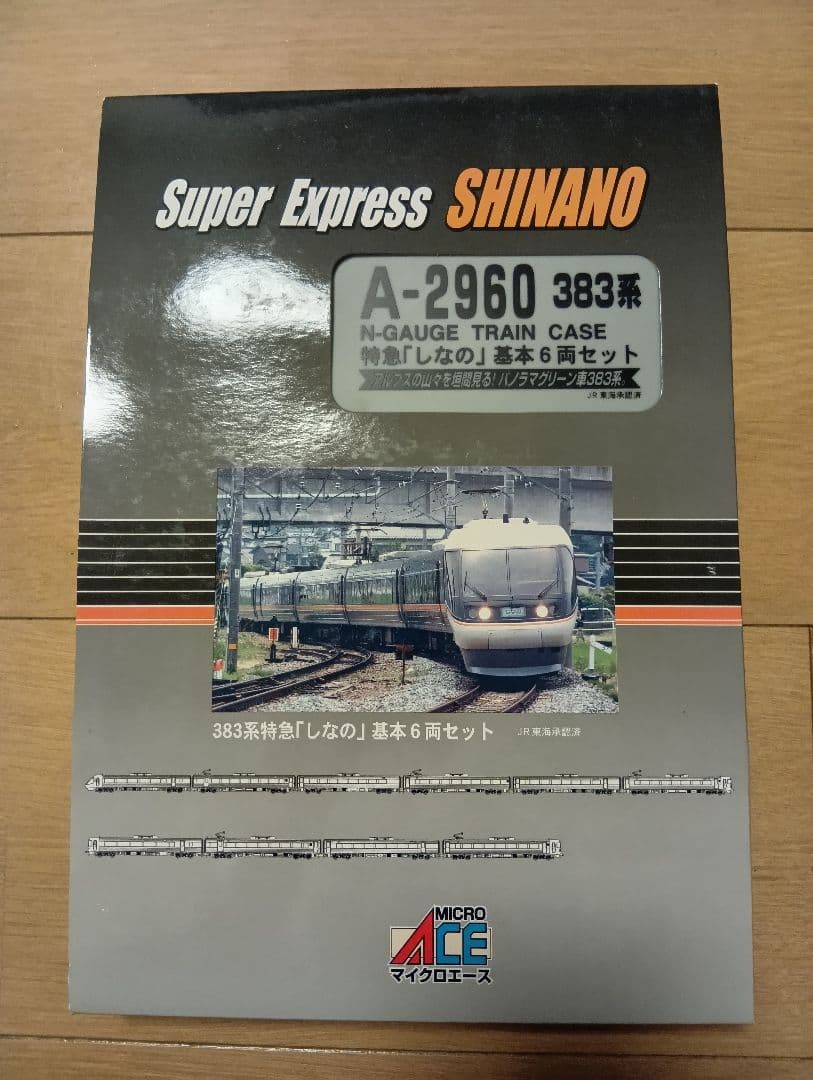 Super Express SHINANO
A-2960 383系
N-GAUGE TRAIN CASE
特急「しなの」基本6両セット
アルプスの山々を垣間見る!パノラマグリーン車383系。
JR東海承認済
しなの
383系特急「しなの」基本6両セット JR東海承認済
MICRO
ACE
マイクロエース